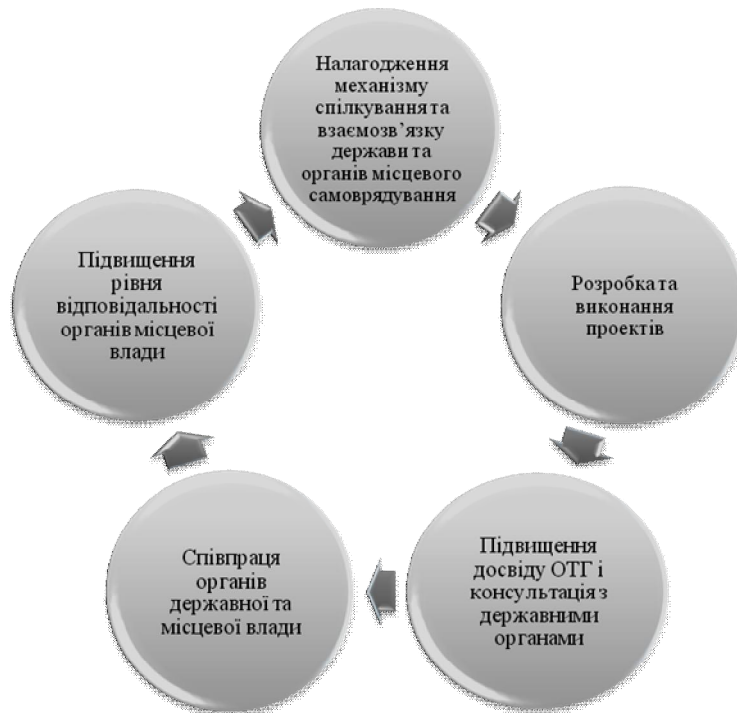 Налагодження
механізму
спілкування та
взаємозв’язку
держави та
органів місцевого
самоврядування
Розробка та
виконання
проектів
Підвищення
досвіду ОТГ і
консультація з
державними
органами
Співпраця
органів
державної та
місцевої влади
Підвищення
рівня
відповідальності
органів місцевої
влади